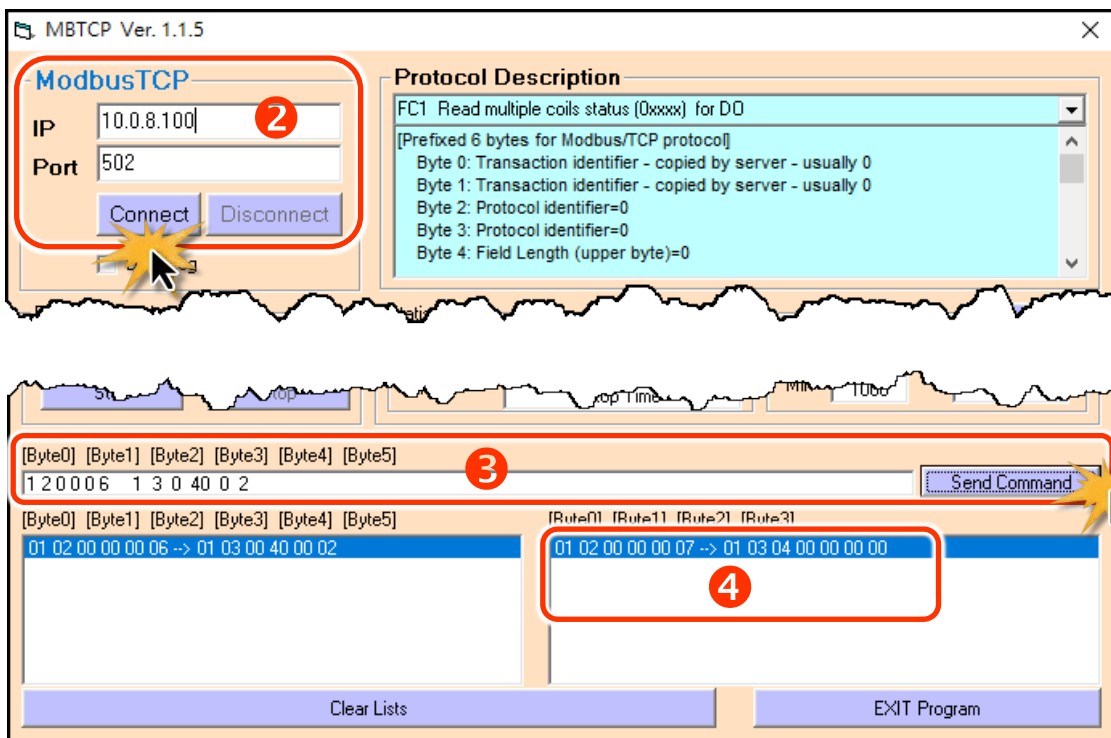 MBTCP Ver. 1.1.5
ModbusTCP
IP 10.0.8.100
2
Port 502
Connect Disconnect
Protocol Description
FC1 Read multiple coils status (0xxxx) for DO
[Prefixed 6 bytes for Modbus/TCP protocol]
Byte 0: Transaction identifier - copied by server - usually 0
Byte 1: Transaction identifier - copied by server - usually 0
Byte 2: Protocol identifier=0
Byte 3: Protocol identifier=0
Byte 4: Field Length (upper byte)=0
[Byte0] [Byte1] [Byte2] [Byte3] [Byte4] [Byte5]
3
1 2 0 0 0 6 1 3 0 40 0 2
Send Command
[Byte0] [Byte1] [Byte2] [Byte3] [Byte4] [Byte5]
01 02 00 00 00 06 --> 01 03 00 40 00 02
[Byte0] [Byte1] [Byte2] [Byte3]
01 02 00 00 00 07 --> 01 03 04 00 00 00 00
4
Clear Lists
EXIT Program